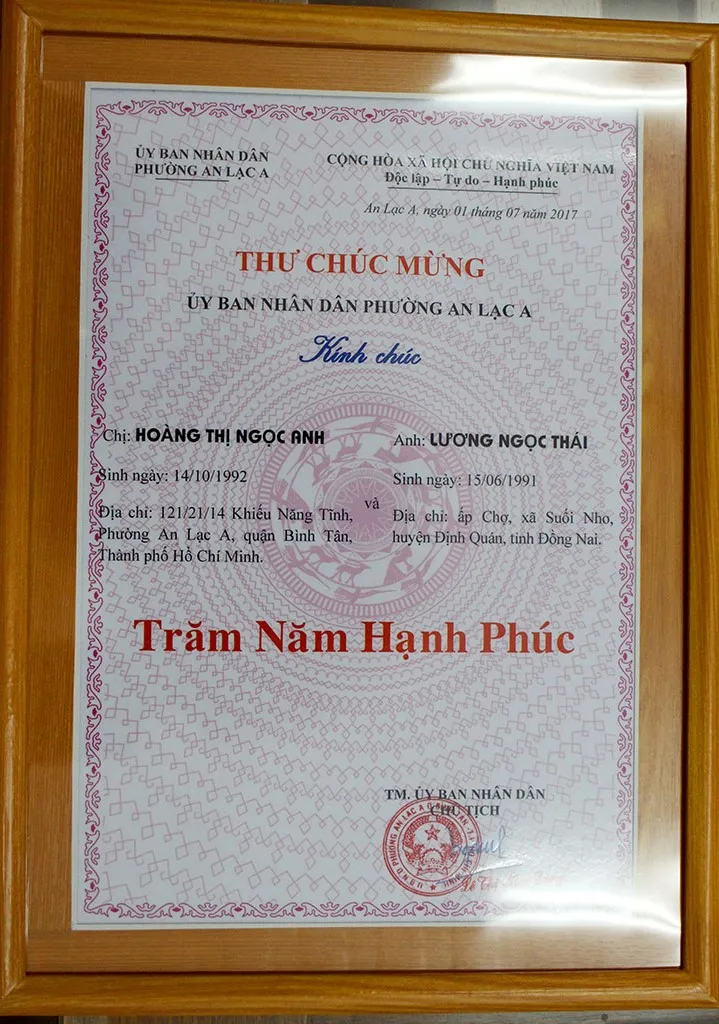 ỦY BAN NHÂN DÂN
PHƯỜNG AN LẠC A
CỘNG HÒA XÃ HỘI CHỦ NGHĨA VIỆT NAM
Độc lập – Tự do – Hạnh phúc
An Lạc A, ngày 01 tháng 07 năm 2017
THƯ CHÚC MỪNG
ỦY BAN NHÂN DÂN PHƯỜNG AN LẠC A
Kính chúc
Chị: HOÀNG THỊ NGỌC ANH
Sinh ngày: 14/10/1992
Địa chỉ: 121/21/14 Khiếu Năng Tĩnh,
Phường An Lạc A, quận Bình Tân,
Thành phố Hồ Chí Minh.
và
Anh: LƯƠNG NGỌC THÁI
Sinh ngày: 15/06/1991
Địa chỉ: ấp Chợ, xã Suối Nho,
huyện Định Quán, tỉnh Đồng Nai.
Trăm Năm Hạnh Phúc
TM. ỦY BAN NHÂN DÂN
CHỦ TỊCH
U.B.N.D PHƯỜNG AN LẠC A